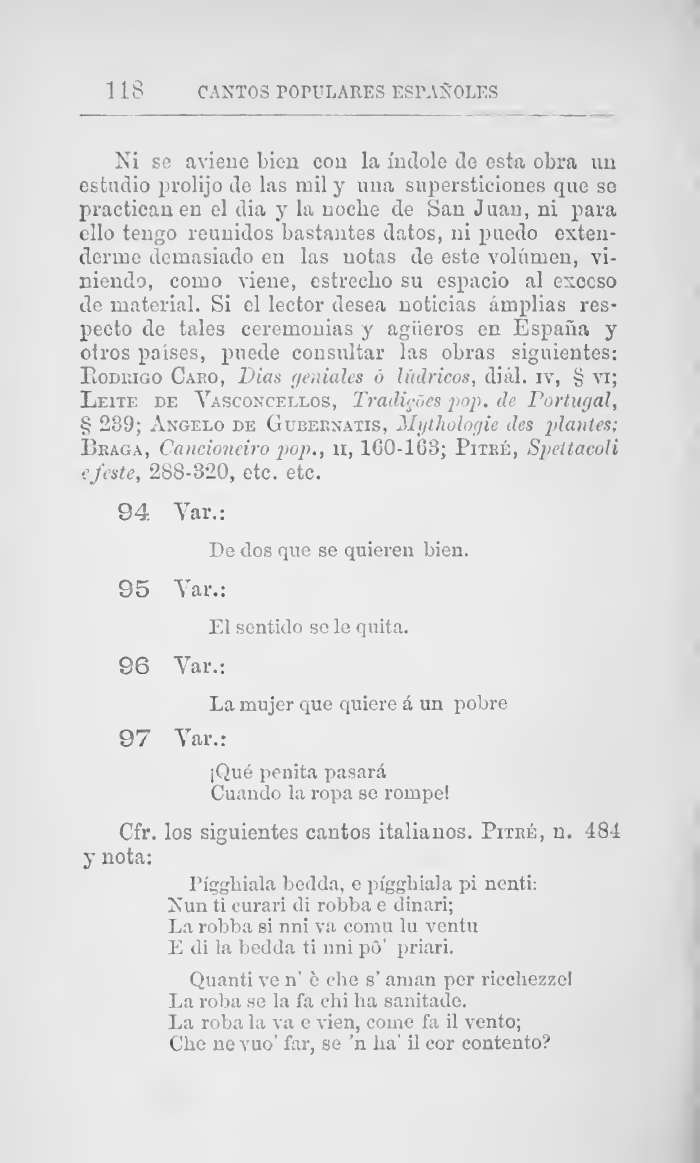 118 CANTOS POPULARES ESPAÑOLES
Ni se aviene bien con la índole de esta obra un
estudio prolijo de las mil y una supersticiones que se
practican en el dia y la noche de San Juan, ni para
ello tengo reunidos bastantes datos, ni puedo exten-
derme demasiado en las notas de este volúmen, vi-
niendo, como viene, estrecho su espacio al exceso
de material. Si el lector desea noticias ámplias res-
pecto de tales ceremonias y agüeros en España y
otros países, puede consultar las obras siguientes:
RODRIGO CARO, Dias geniales ó lúdricos, diál. IV, § VI;
LEITE DE VASCONCELLOS, Tradições pop. de Portugal,
§ 239; ANGELO DE GUBERNATIS, Mythologie des plantes;
BRAGA, Cancioneiro pop., II, 160-163; PITRÉ, Spettacoli
e feste, 288-320, etc. etc.
94 Var.:
De dos que se quieren bien.
95 Var.:
El sentido se le quita.
96 Var.:
La mujer que quiere á un pobre
97 Var.:
¡Qué penita pasará
Cuando la ropa se rompe!
Cfr. los siguientes cantos italianos. PITRÉ, n. 484
y nota:
Pígghiala bedda, e pígghiala pi nenti:
Nun ti curari di robba e dinari;
La robba si nni va comu lu ventu
E di la bedda ti nni pô' priari.
Quanti ve n' è che s' aman per ricchezze!
La roba se la fa chi ha sanitade.
La roba la va e vien, come fa il vento;
Che ne vuo' far, se 'n ha' il cor contento?